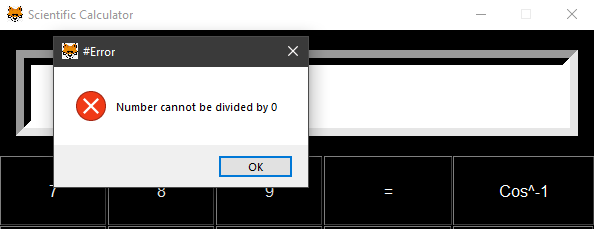 Scientific Calculator
#Error
Number cannot be divided by 0
OK
7 8 9 = Cos^-1